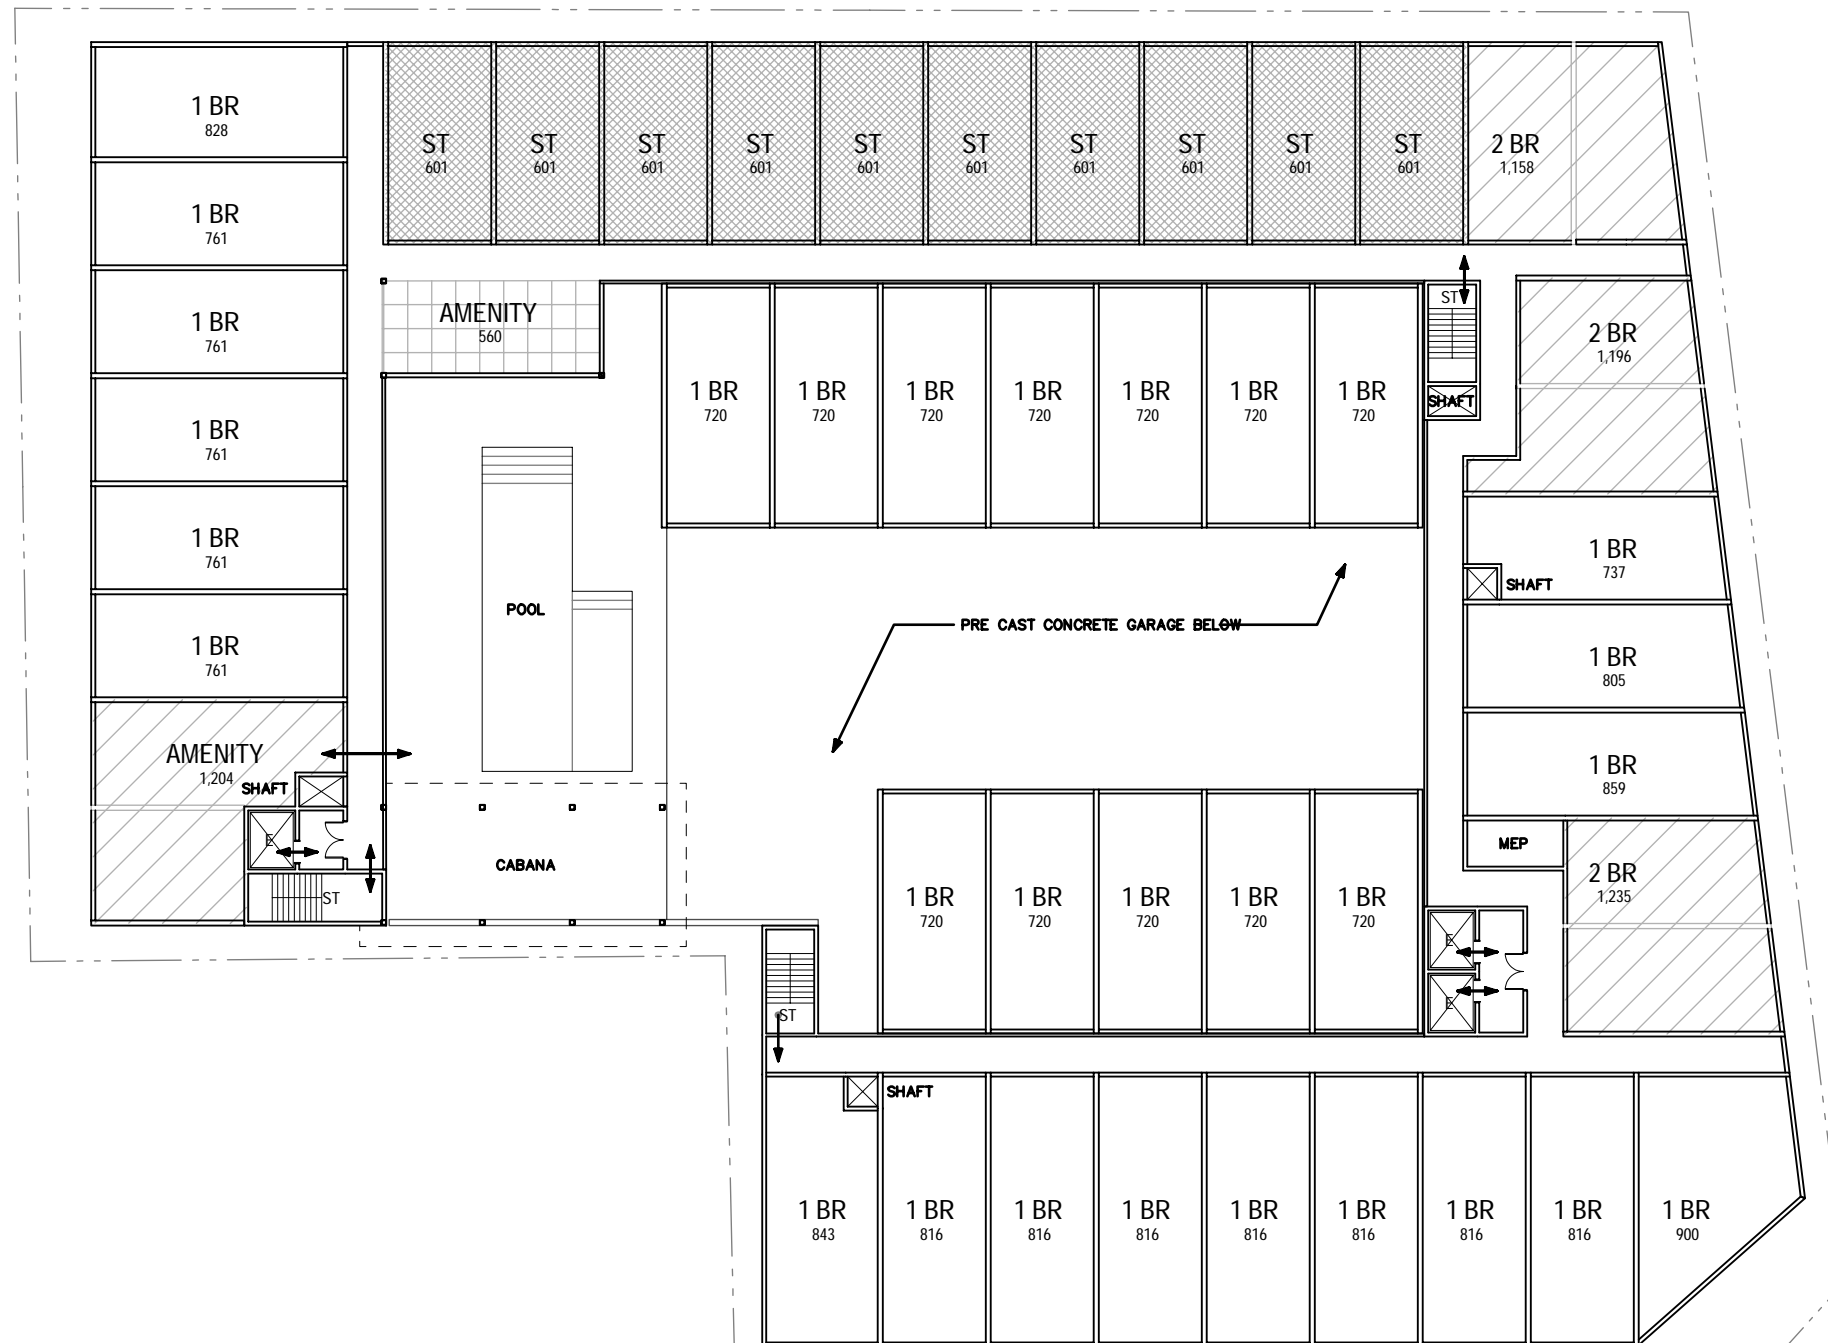 1 BR
828
1 BR
761
1 BR
761
1 BR
761
1 BR
761
1 BR
761
AMENITY
1,204
SHAFT
E
ST
ST
601
ST
601
ST
601
ST
601
ST
601
ST
601
ST
601
ST
601
ST
601
ST
601
2 BR
1,158
AMENITY
560
1 BR
720
1 BR
720
1 BR
720
1 BR
720
1 BR
720
1 BR
720
1 BR
720
ST
SHAFT
2 BR
1,196
1 BR
737
SHAFT
1 BR
805
1 BR
859
MEP
2 BR
1,235
POOL
PRE CAST CONCRETE GARAGE BELOW
CABANA
1 BR
720
1 BR
720
1 BR
720
1 BR
720
1 BR
720
E
E
ST
SHAFT
1 BR
843
1 BR
816
1 BR
816
1 BR
816
1 BR
816
1 BR
816
1 BR
816
1 BR
816
1 BR
900